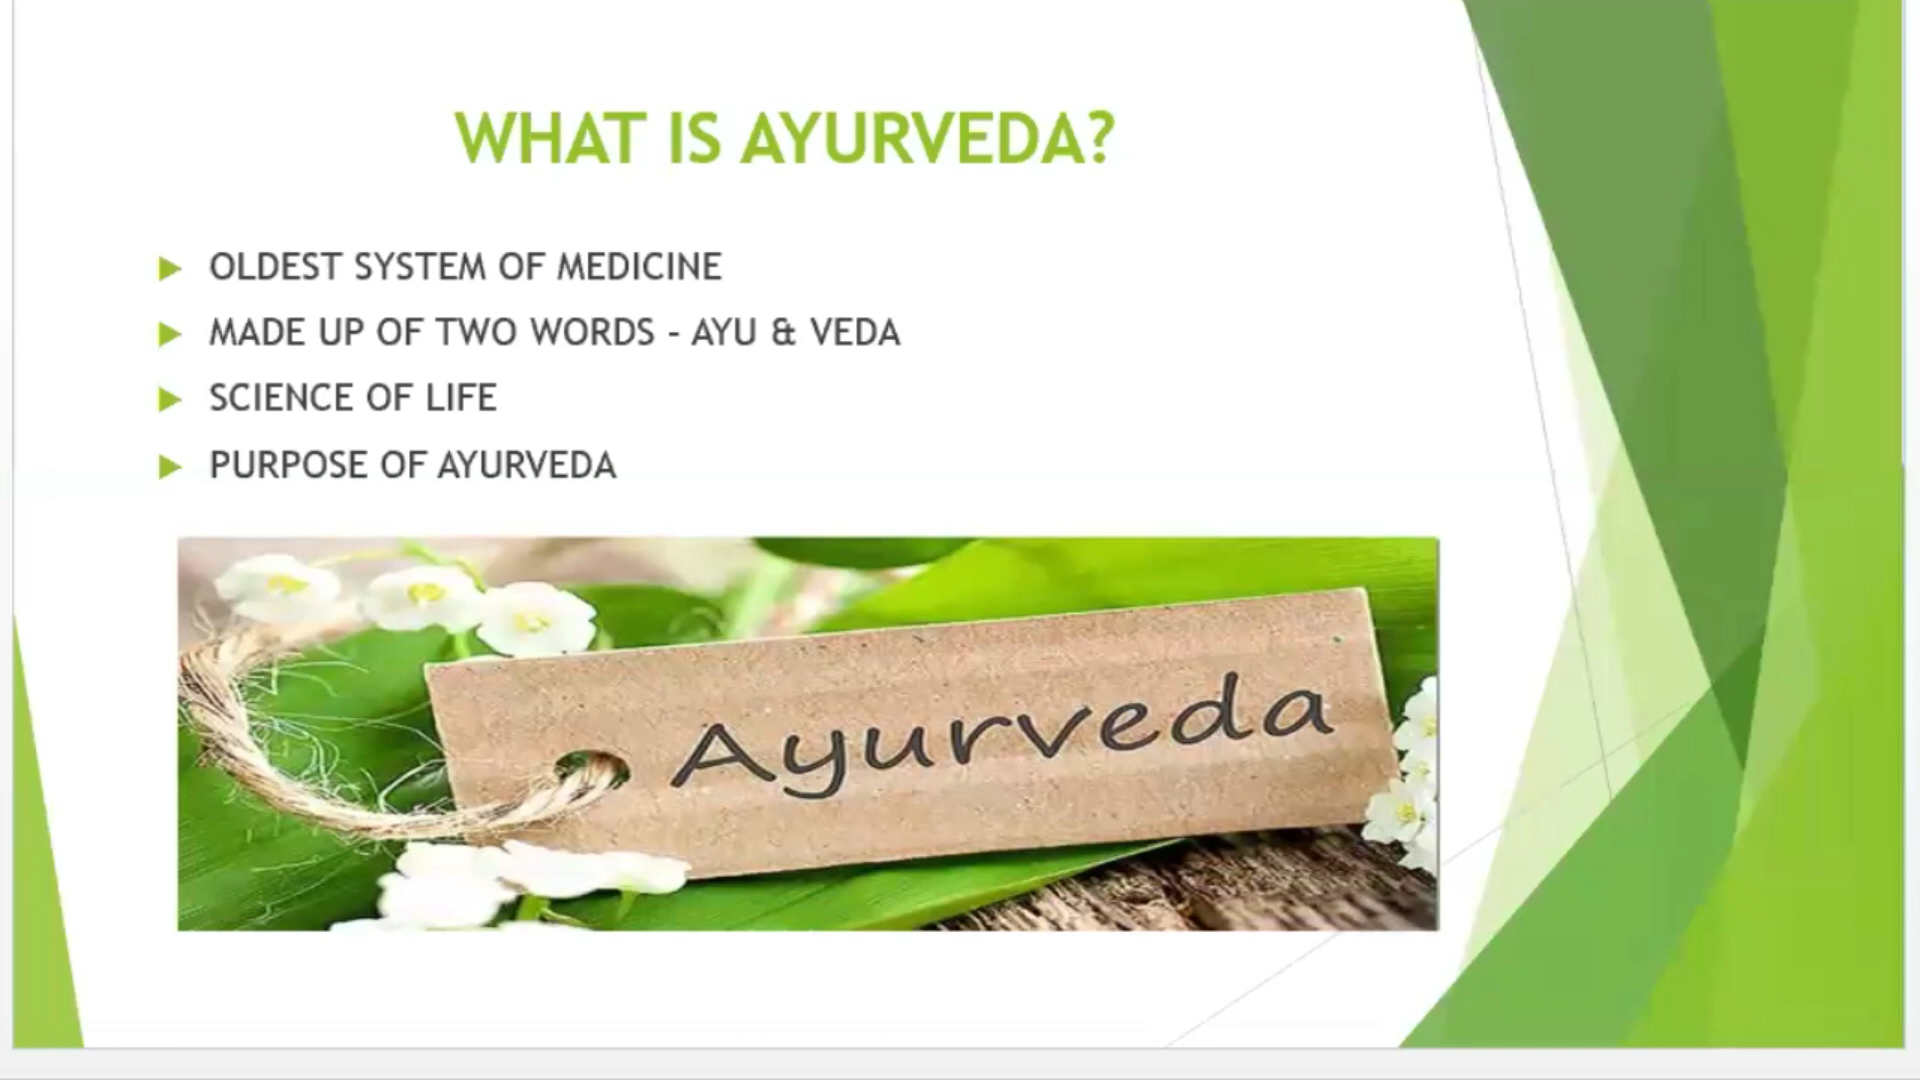 WHAT IS AYURVEDA?
OLDEST SYSTEM OF MEDICINE
MADE UP OF TWO WORDS - AYU & VEDA
SCIENCE OF LIFE
PURPOSE OF AYURVEDA
Ayurveda